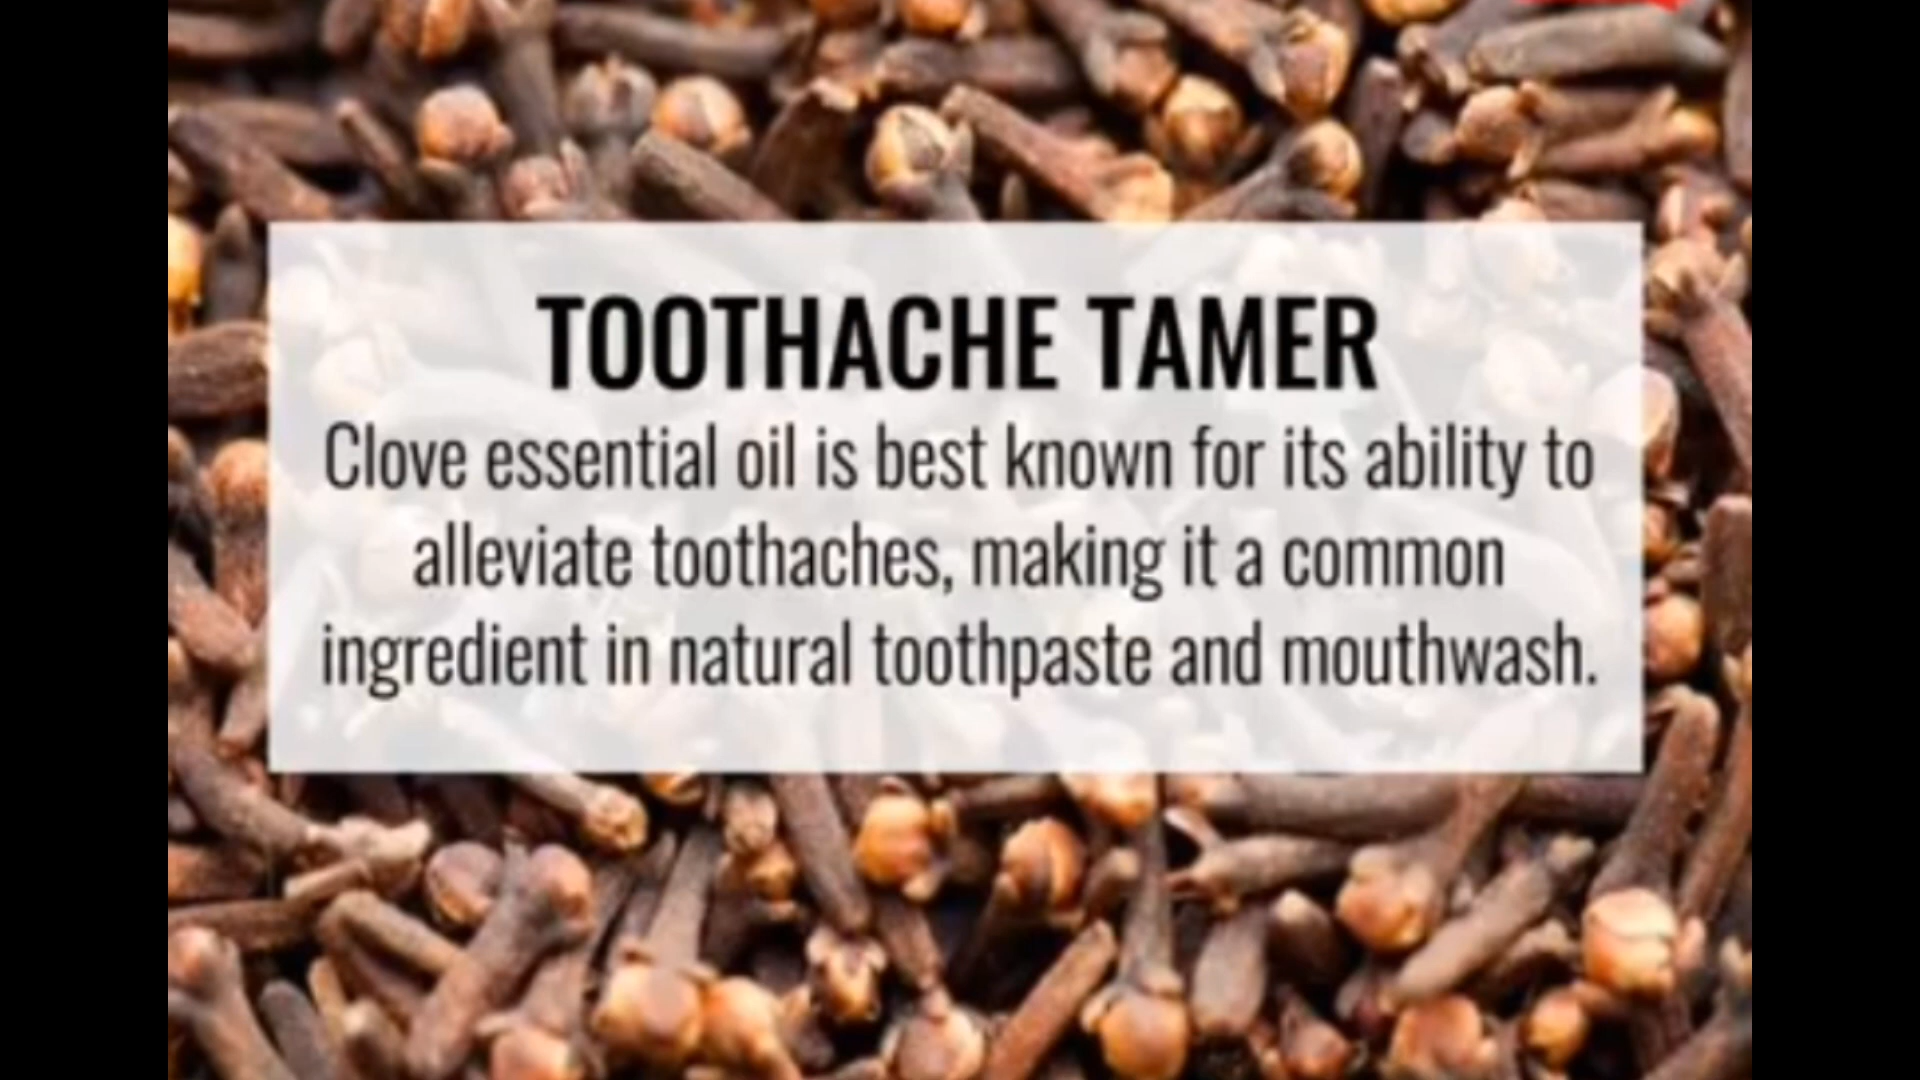 TOOTHACHE TAMER
Clove essential oil is best known for its ability to
alleviate toothaches, making it a common
ingredient in natural toothpaste and mouthwash.